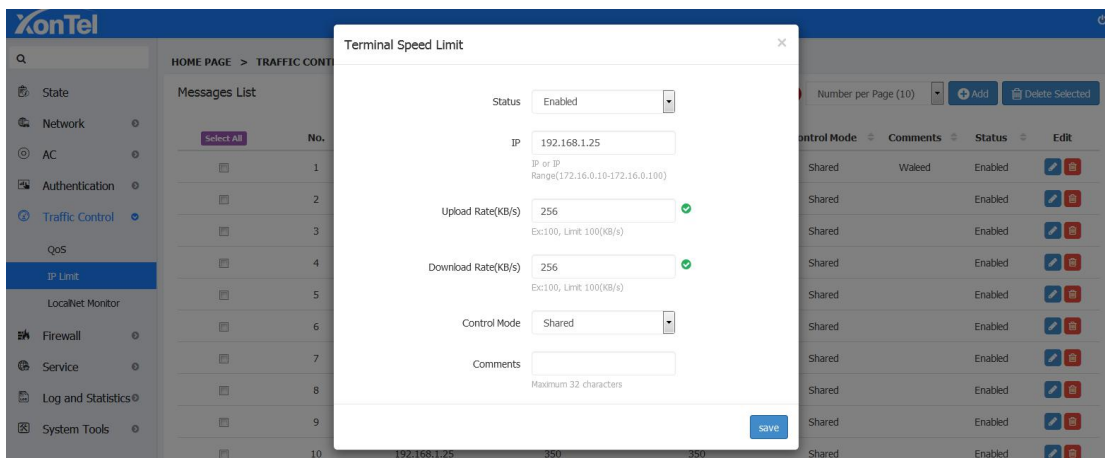 XonTel
HOME PAGE > TRAFFIC CONT
Messages List
Number per Page (10)
Add
Delete Selected
Select All
No.
ontrol Mode
Comments
Status
Edit
1
Shared
Waleed
Enabled
2
Shared
Enabled
3
Shared
Enabled
4
Shared
Enabled
5
Shared
Enabled
6
Shared
Enabled
7
Shared
Enabled
8
Shared
Enabled
9
Shared
Enabled
10
192.168.1.25
350
350
Shared
Enabled
State
Network
AC
Authentication
Traffic Control
QoS
IP Limit
LocalNet Monitor
Firewall
Service
Log and Statistics
System Tools
Terminal Speed Limit
×
Status
Enabled
IP
192.168.1.25
IP or IP
Range(172.16.0.10-172.16.0.100)
Upload Rate(KB/s)
256
Ex:100, Limit 100(KB/s)
Download Rate(KB/s)
256
Ex:100, Limit 100(KB/s)
Control Mode
Shared
Comments
Maximum 32 characters
save